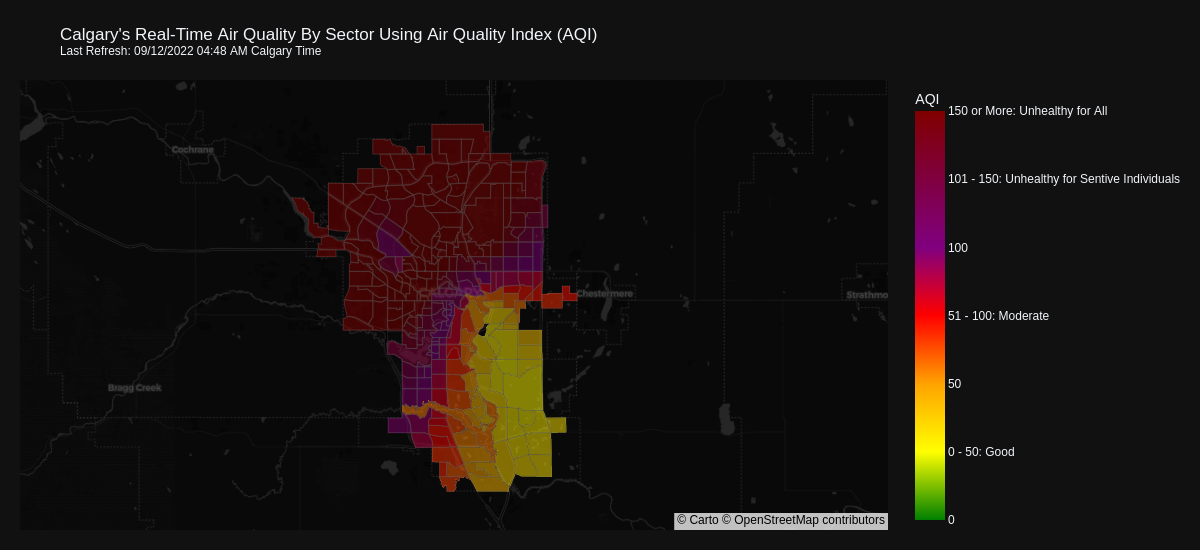 Calgary's Real-Time Air Quality By Sector Using Air Quality Index (AQI)
Last Refresh: 09/12/2022 04:48 AM Calgary Time
AQI
150 or More: Unhealthy for All
Cochrane
101 - 150: Unhealthy for Sentive Individuals
100
Chestermere
Strathmo
51 - 100: Moderate
Bragg Creek
50
0 - 50: Good
0
© Carto © OpenStreetMap contributors